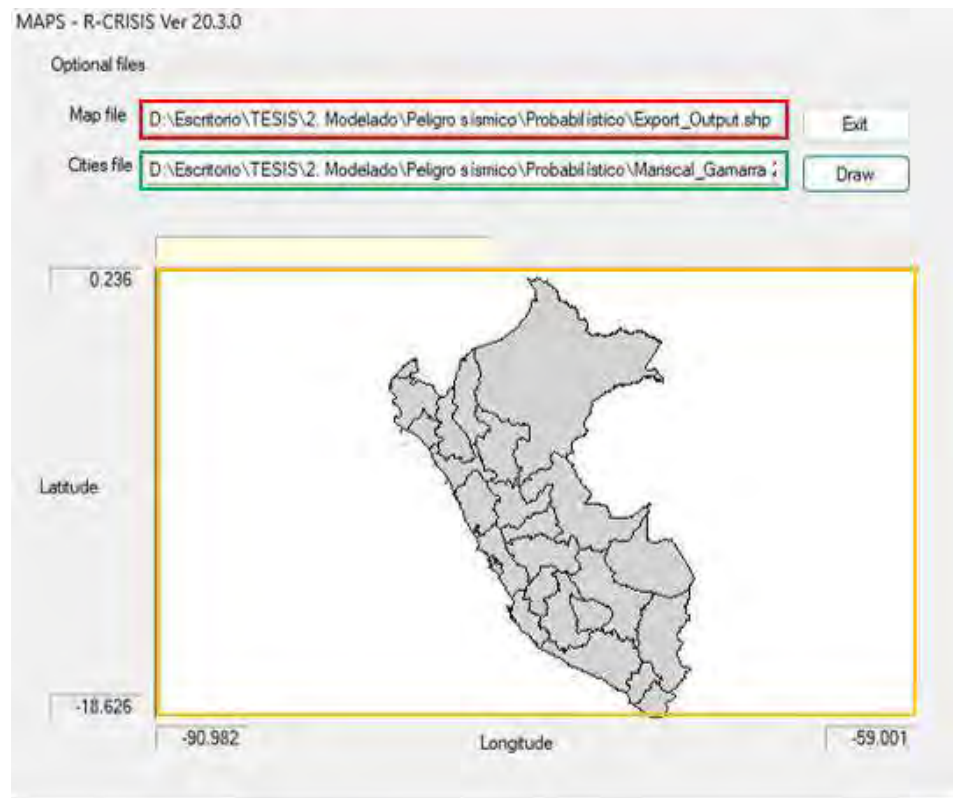 MAPS - R-CRISIS Ver 20.3.0
Optional files
Map file D:\Escritorio\TESIS\2. Modelado\Peligro sísmico\Probabilístico\Export_Output.shp Exit
Cities file D:\Escritorio\TESIS\2. Modelado\Peligro sísmico\Probabilístico\Mariscal_Gamarra Draw
0.236
Latitude
-18.626
-90.982 Longitude -59.001